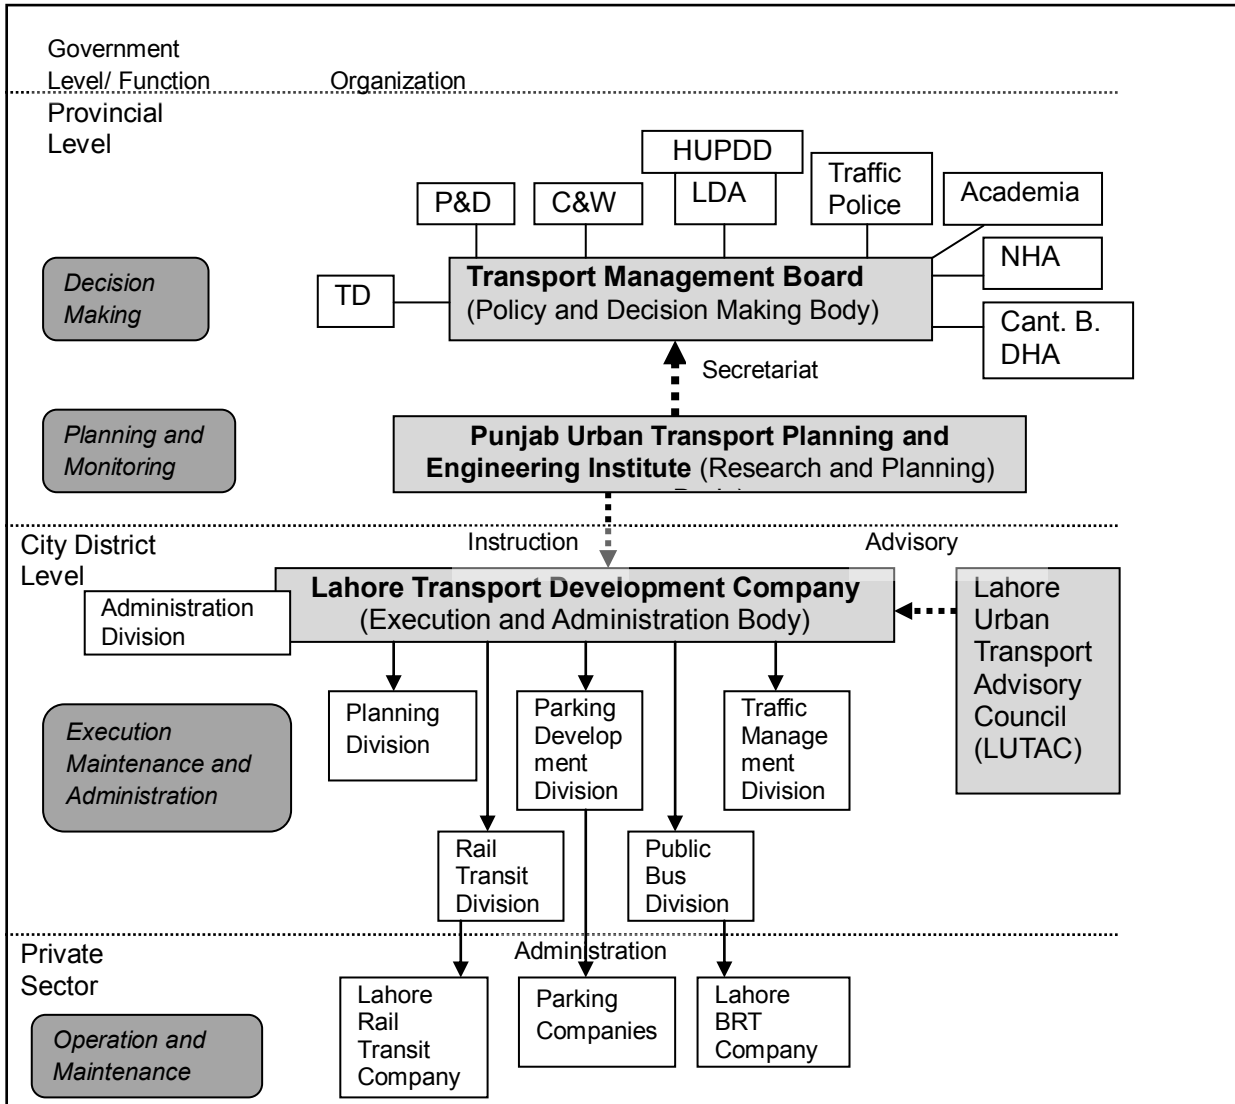 Government
Level/ Function
Organization
Provincial
Level
HUPDD
LDA
Traffic
Police
Academia
P&D
C&W
NHA
Decision
Making
TD
Transport Management Board
(Policy and Decision Making Body)
Cant. B.
DHA
Secretariat
Planning and
Monitoring
Punjab Urban Transport Planning and
Engineering Institute (Research and Planning)
City District
Level
Instruction
Advisory
Administration
Division
Lahore Transport Development Company
(Execution and Administration Body)
Lahore
Urban
Transport
Advisory
Council
(LUTAC)
Execution
Maintenance and
Administration
Planning
Division
Parking
Develop
ment
Division
Traffic
Manage
ment
Division
Rail
Transit
Division
Public
Bus
Division
Private
Sector
Administration
Operation and
Maintenance
Lahore
Rail
Transit
Company
Parking
Companies
Lahore
BRT
Company